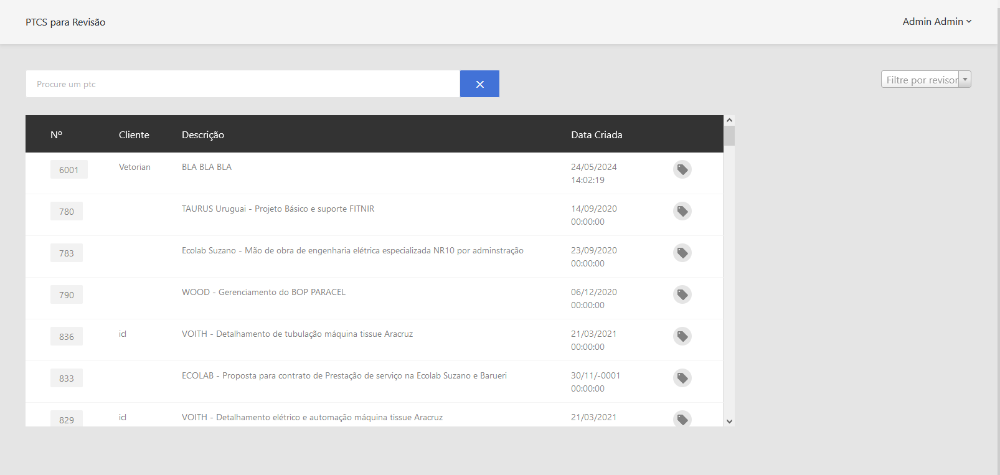 PTCS para Revisão
Admin Admin
Procure um ptc
Filtre por revisor
Nº Cliente Descrição Data Criada
6001 Vetorian BLA BLA BLA 24/05/2024
14:02:19
780 TAURUS Uruguai - Projeto Básico e suporte FITNIR 14/09/2020
00:00:00
783 Ecolab Suzano - Mão de obra de engenharia elétrica especializada NR10 por adminstração 23/09/2020
00:00:00
790 WOOD - Gerenciamento do BOP PARACEL 06/12/2020
00:00:00
836 icl VOITH - Detalhamento de tubulação máquina tissue Aracruz 21/03/2021
00:00:00
833 ECOLAB - Proposta para contrato de Prestação de serviço na Ecolab Suzano e Barueri 30/11/-0001
00:00:00
829 icl VOITH - Detalhamento elétrico e automação máquina tissue Aracruz 21/03/2021